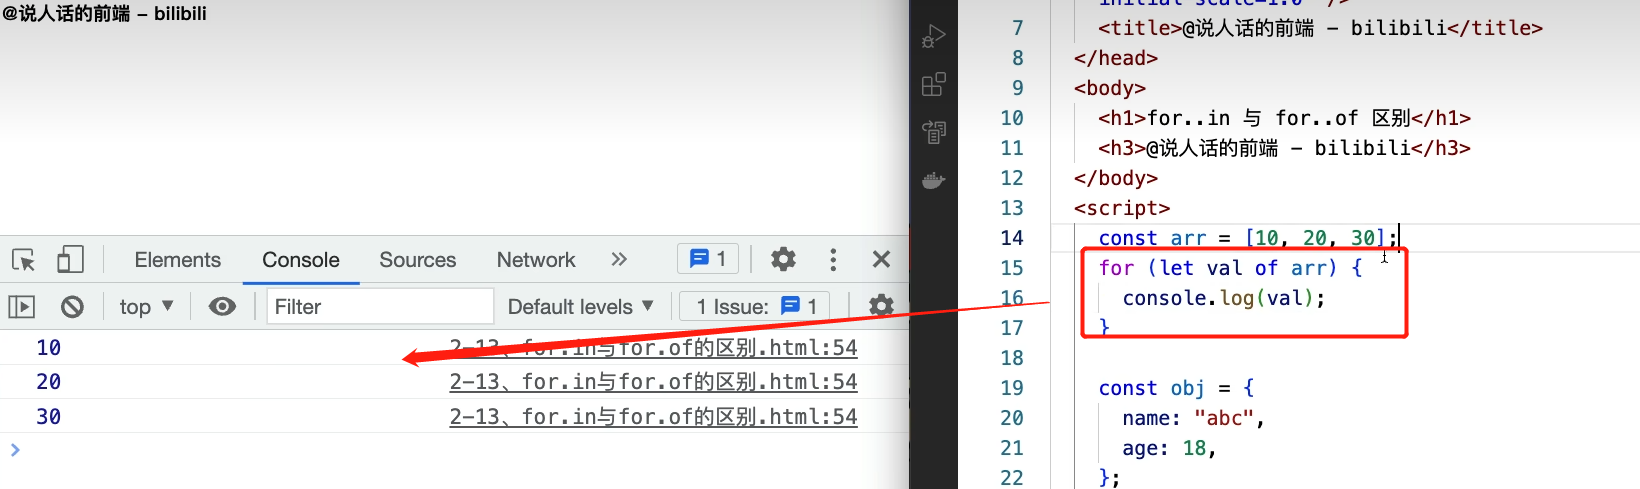 @说人话的前端 – bilibili
Elements Console Sources Network » 1
top ▼ Filter Default levels ▼ 1 Issue: 1
10 2-13、for.in与for.of的区别.html:54
20 2-13、for.in与for.of的区别.html:54
30 2-13、for.in与for.of的区别.html:54
>
initial-scale=1.0" />
7 <title>@说人话的前端 – bilibili</title>
8 </head>
9 <body>
10 <h1>for..in 与 for..of 区别</h1>
11 <h3>@说人话的前端 – bilibili</h3>
12 </body>
13 <script>
14 const arr = [10, 20, 30];
15 for (let val of arr) {
16 console.log(val);
17 }
18
19 const obj = {
20 name: "abc",
21 age: 18,
22 };